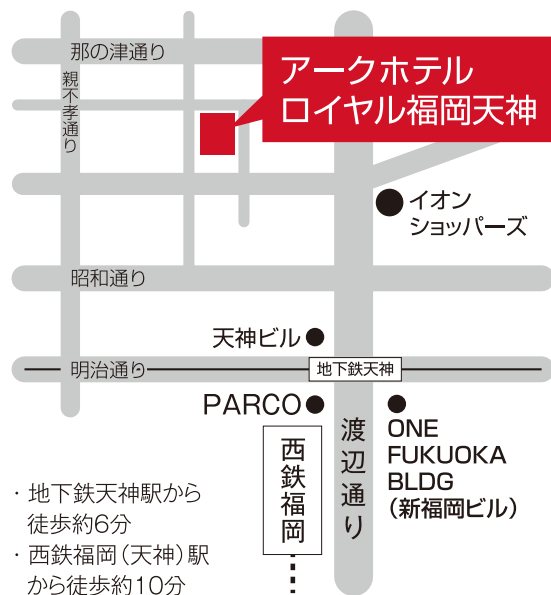 那の津通り
アークホテル
ロイヤル福岡天神
親不孝通り
イオン
ショッパーズ
昭和通り
天神ビル
明治通り
地下鉄天神
PARCO
渡辺通り
ONE
FUKUOKA
BLDG
（新福岡ビル）
西鉄福岡
・地下鉄天神駅から
徒歩約6分
・西鉄福岡（天神）駅
から徒歩約10分